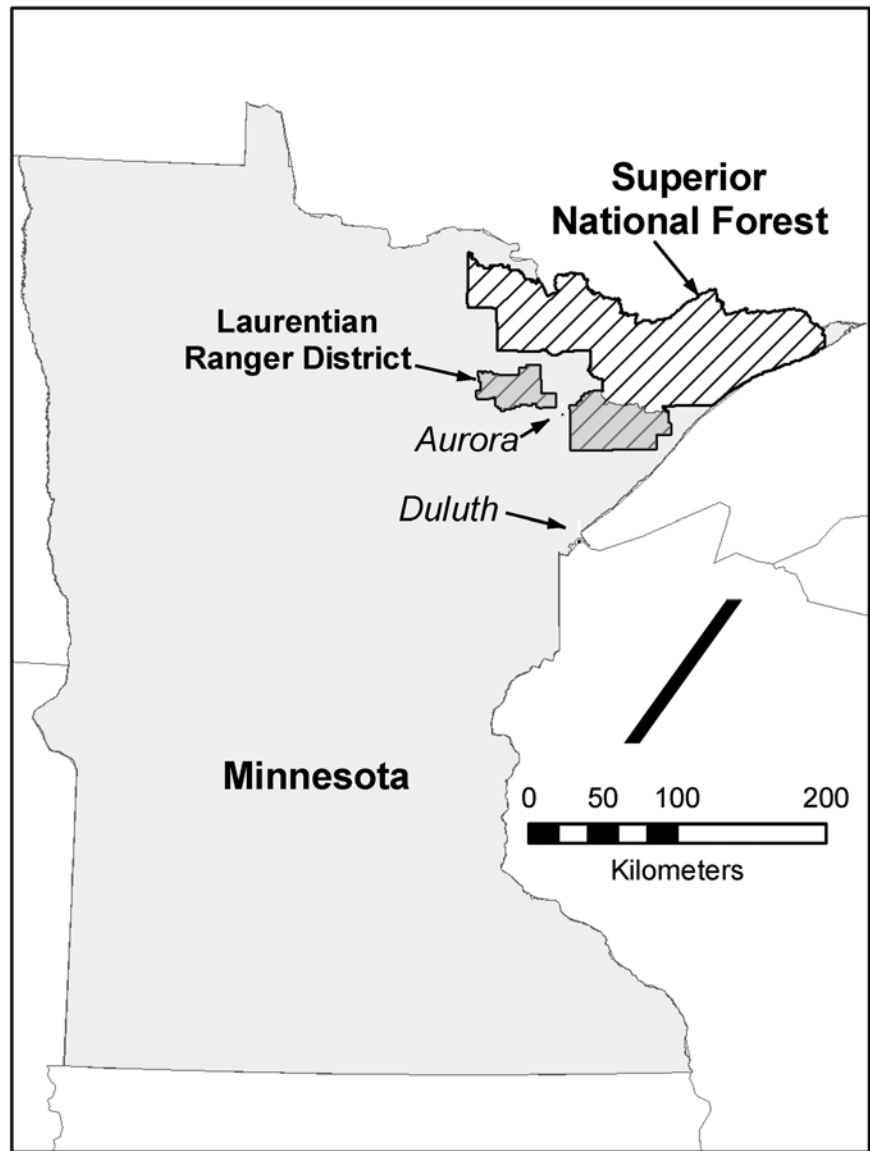 Superior
National Forest
Laurentian
Ranger District
Aurora
Duluth
Minnesota
0 50 100 200
Kilometers